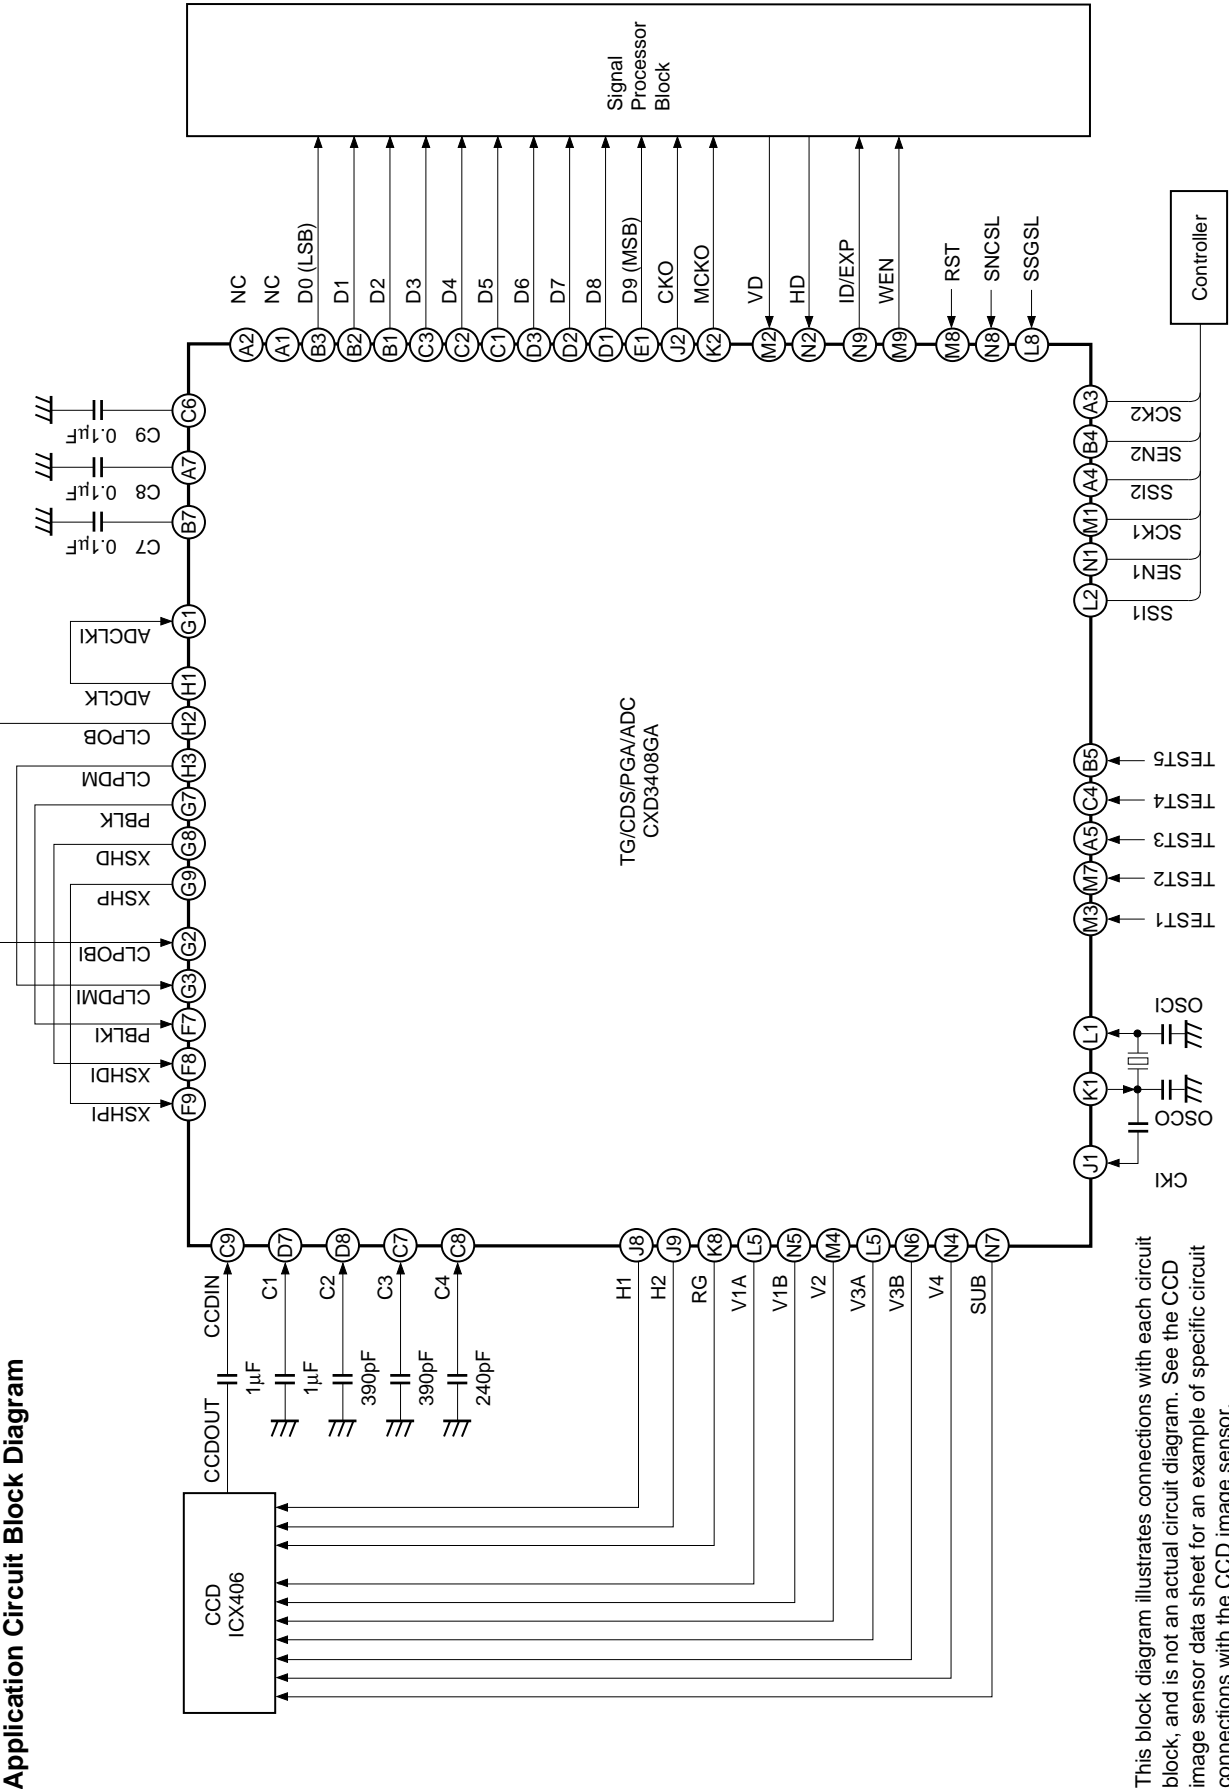 Application Circuit Block Diagram
CCD
ICX406
CCDOUT
CCDIN
1µF
C1
1µF
C2
390pF
C3
390pF
C4
240pF
C9
D7
D8
C7
C8
H1
H2
RG
V1A
V1B
V2
V3A
V3B
V4
SUB
J8
J9
K8
L5
N5
M4
L5
N6
N4
N7
XSHPI
XSHDI
PBLKI
CLPDMI
CLPOBI
XSHP
XSHD
PBLK
CLPDM
CLPOB
ADCLK
ADCLKI
F9
F8
F7
G3
G2
G9
G8
G7
H3
H2
H1
G1
C7
0.1µF
C8
0.1µF
C9
0.1µF
B7
A7
C6
TG/CDS/PGA/ADC
CXD3408GA
A2
A1
B3
B2
B1
C3
C2
C1
D3
D2
D1
E1
J2
K2
M2
N2
N9
M9
M8
N8
L8
NC
NC
D0 (LSB)
D1
D2
D3
D4
D5
D6
D7
D8
D9 (MSB)
CKO
MCKO
VD
HD
ID/EXP
WEN
RST
SNCSL
SSGSL
Signal
Processor
Block
J1
K1
L1
M3
M7
A5
C4
B5
L2
N1
M1
A4
B4
A3
CKI
OSCO
OSCI
TEST1
TEST2
TEST3
TEST4
TEST5
SSI1
SEN1
SCK1
SSI2
SEN2
SCK2
Controller
This block diagram illustrates connections with each circuit
block, and is not an actual circuit diagram. See the CCD
image sensor data sheet for an example of specific circuit
connections with the CCD image sensor.